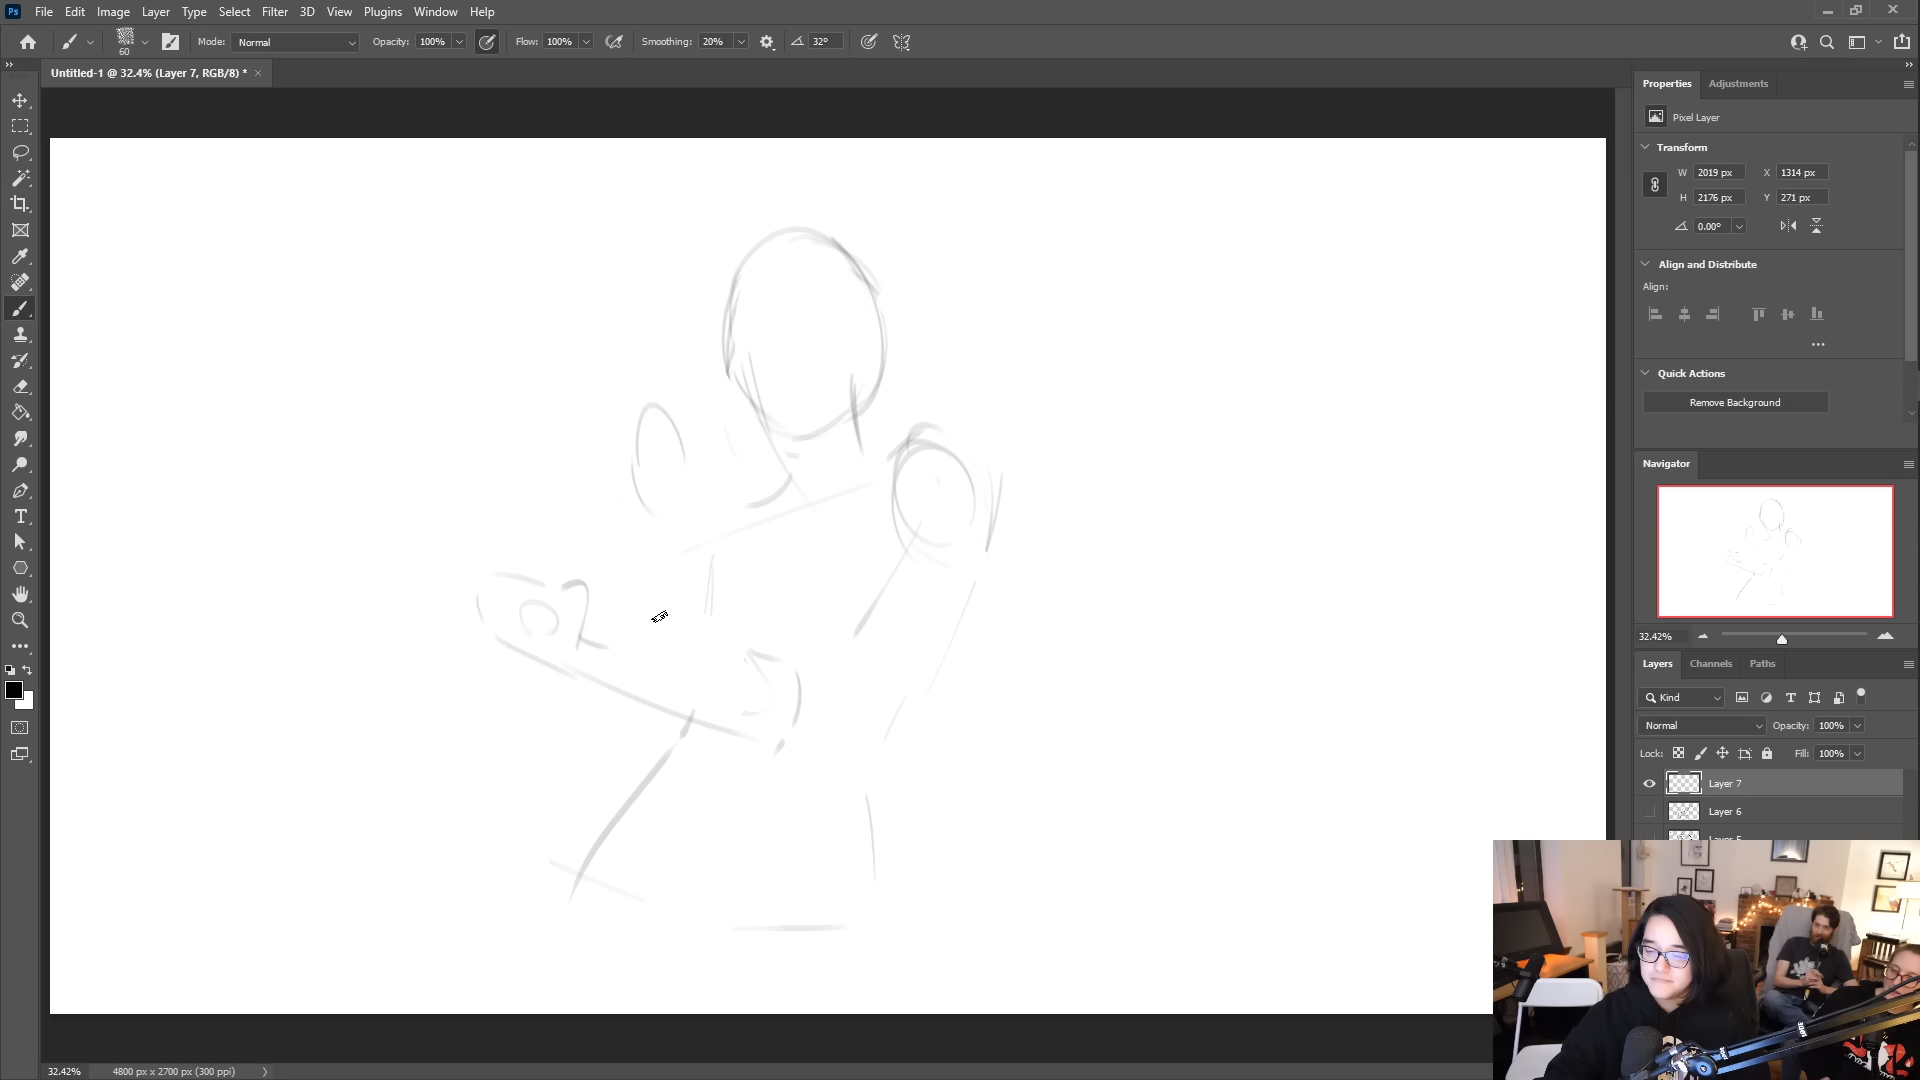 Ps File Edit Image Layer Type Select Filter 3D View Plugins Window Help
60 Mode: Normal Opacity: 100% Flow: 100% Smoothing: 20% 32°
Untitled-1 @ 32.4% (Layer 7, RGB/8) * ×
Properties Adjustments
Pixel Layer
Transform
W 2019 px X 1314 px
H 2176 px Y 271 px
0.00°
Align and Distribute
Align:
Quick Actions
Remove Background
Navigator
32.42%
Layers Channels Paths
Kind
Normal Opacity: 100%
Lock: Fill: 100%
Layer 7
Layer 6
Layer 5
32.42% 4800 px x 2700 px (300 ppi)